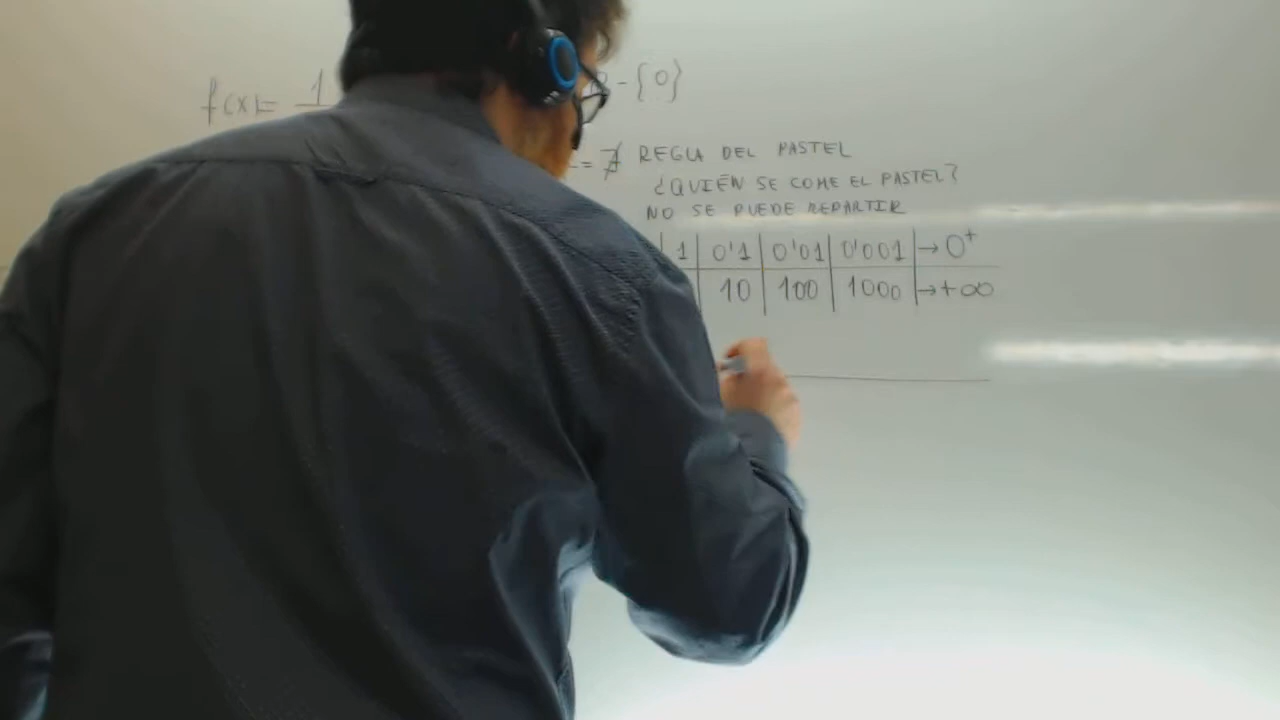 f(x)= 1
R-{0}
= ∄ REGLA DEL PASTEL
¿QUIÉN SE COME EL PASTEL?
NO SE PUEDE REPARTIR
1 | 0'1 | 0'01 | 0'001 | →0⁺
10 | 100 | 1000 | →+∞